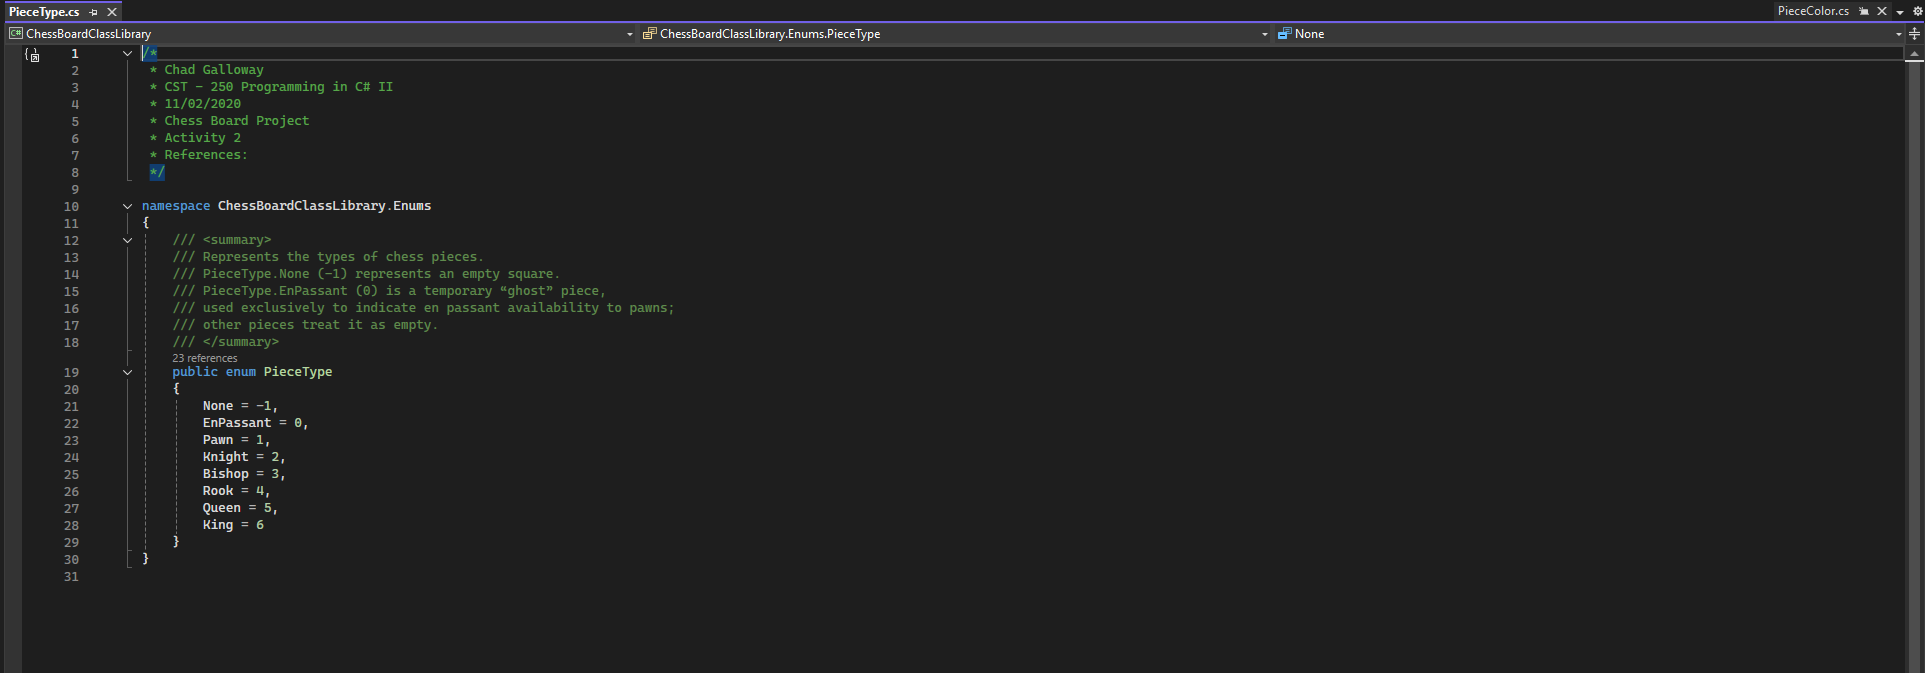 PieceType.cs
PieceColor.cs
C# ChessBoardClassLibrary
ChessBoardClassLibrary.Enums.PieceType
None
1 /*
2 * Chad Galloway
3 * CST - 250 Programming in C# II
4 * 11/02/2020
5 * Chess Board Project
6 * Activity 2
7 * References:
8 */
9
10 namespace ChessBoardClassLibrary.Enums
11 {
12 /// <summary>
13 /// Represents the types of chess pieces.
14 /// PieceType.None (-1) represents an empty square.
15 /// PieceType.EnPassant (0) is a temporary “ghost” piece,
16 /// used exclusively to indicate en passant availability to pawns;
17 /// other pieces treat it as empty.
18 /// </summary>
23 references
19 public enum PieceType
20 {
21 None = -1,
22 EnPassant = 0,
23 Pawn = 1,
24 Knight = 2,
25 Bishop = 3,
26 Rook = 4,
27 Queen = 5,
28 King = 6
29 }
30 }
31